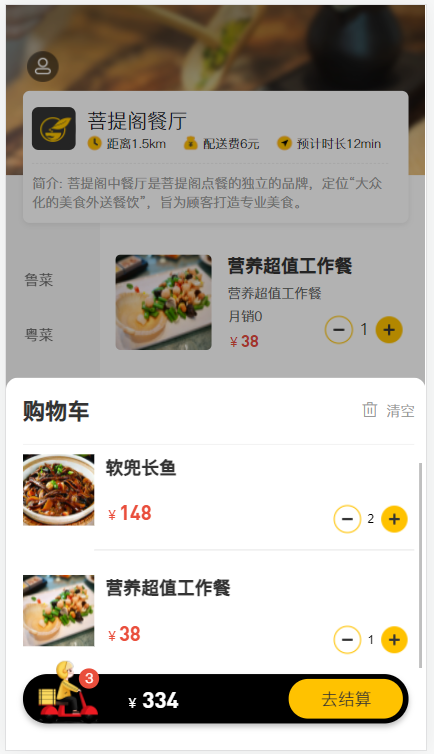 菩提阁餐厅
距离1.5km 配送费6元 预计时长12min
简介: 菩提阁中餐厅是菩提阁点餐的独立的品牌，定位“大众
化的美食外送餐饮”，旨为顾客打造专业美食。
鲁菜
粤菜
营养超值工作餐
营养超值工作餐
月销0
￥38
1
购物车
清空
软兜长鱼
￥148
2
营养超值工作餐
￥38
1
3
￥ 334
去结算